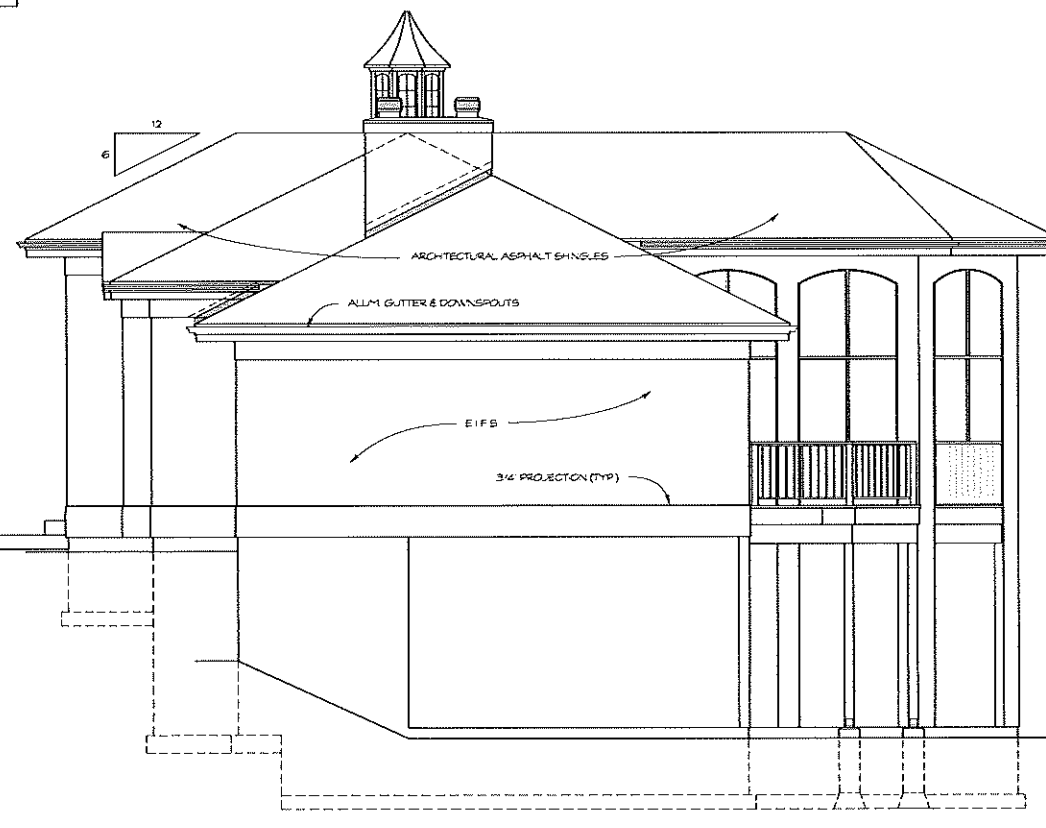 12
6
ARCHITECTURAL ASPHALT SHINGLES
ALUM GUTTER & DOWNSPOUTS
EIFS
3/4" PROJECTION (TYP)